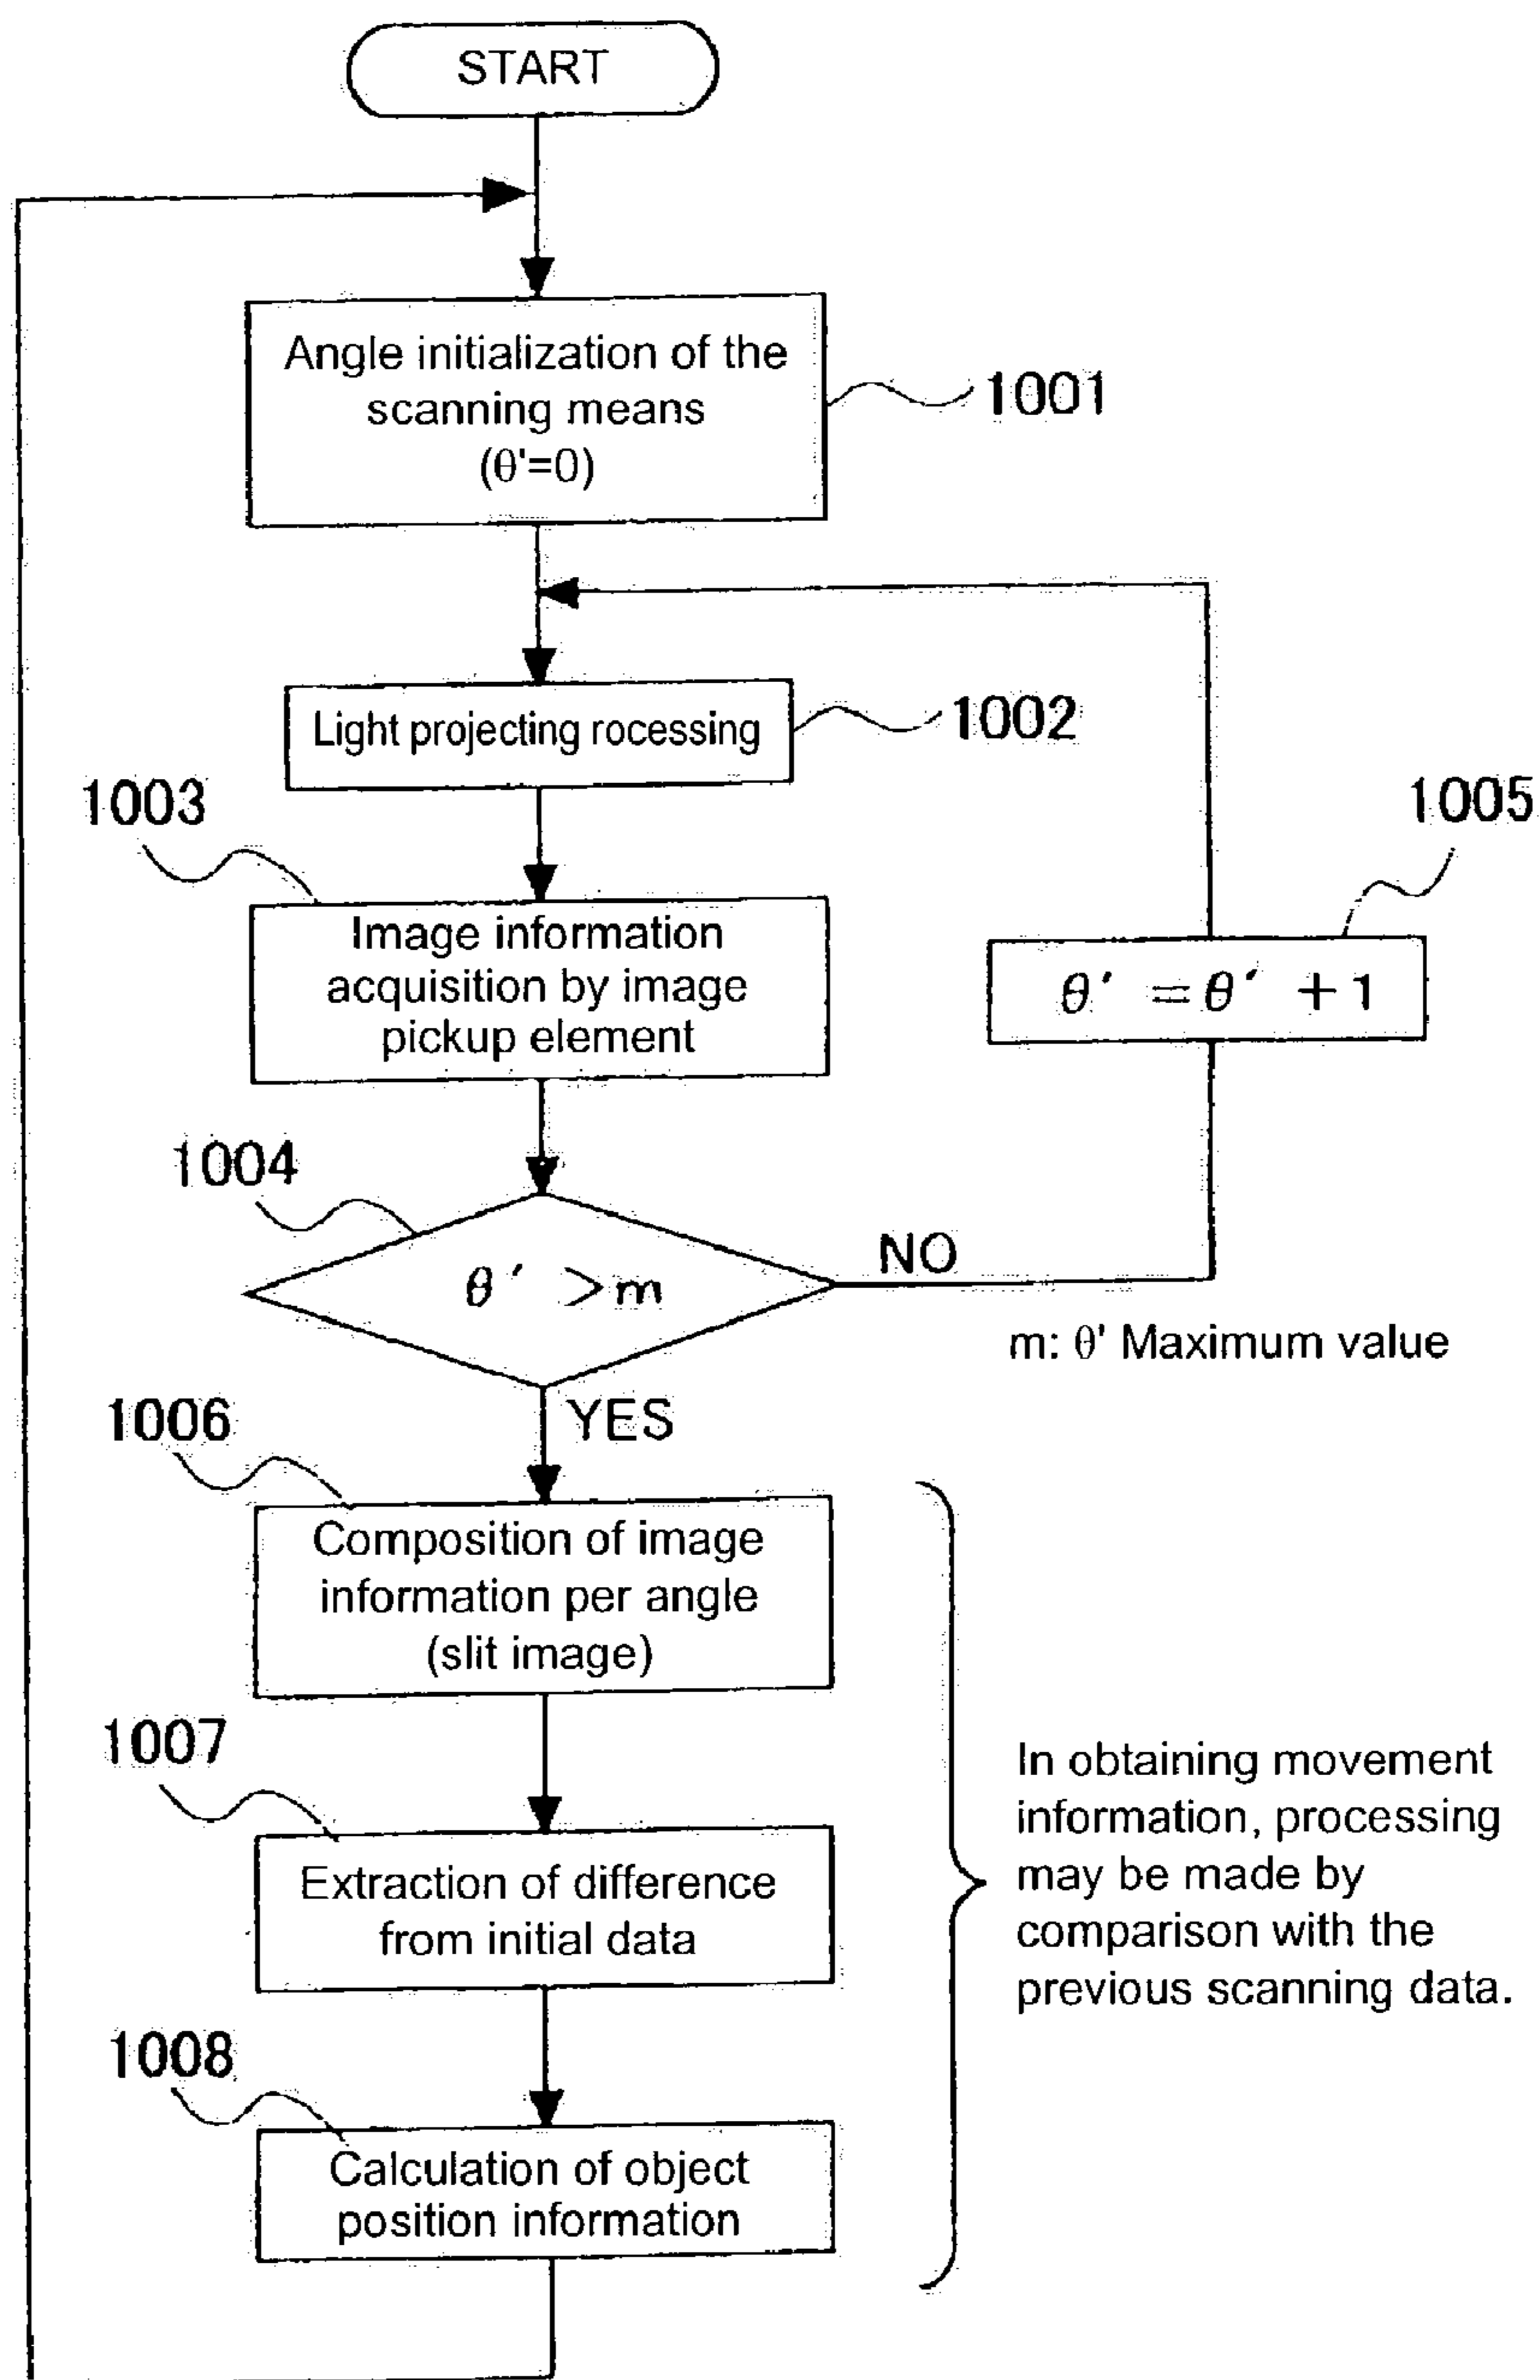 START
Angle initialization of the
scanning means
(θ'=0)
1001
Light projecting rocessing
1002
1003
Image information
acquisition by image
pickup element
1005
θ' =θ' +1
1004
θ' >m
NO
m: θ' Maximum value
YES
1006
Composition of image
information per angle
(slit image)
1007
Extraction of difference
from initial data
1008
Calculation of object
position information
In obtaining movement
information, processing
may be made by
comparison with the
previous scanning data.